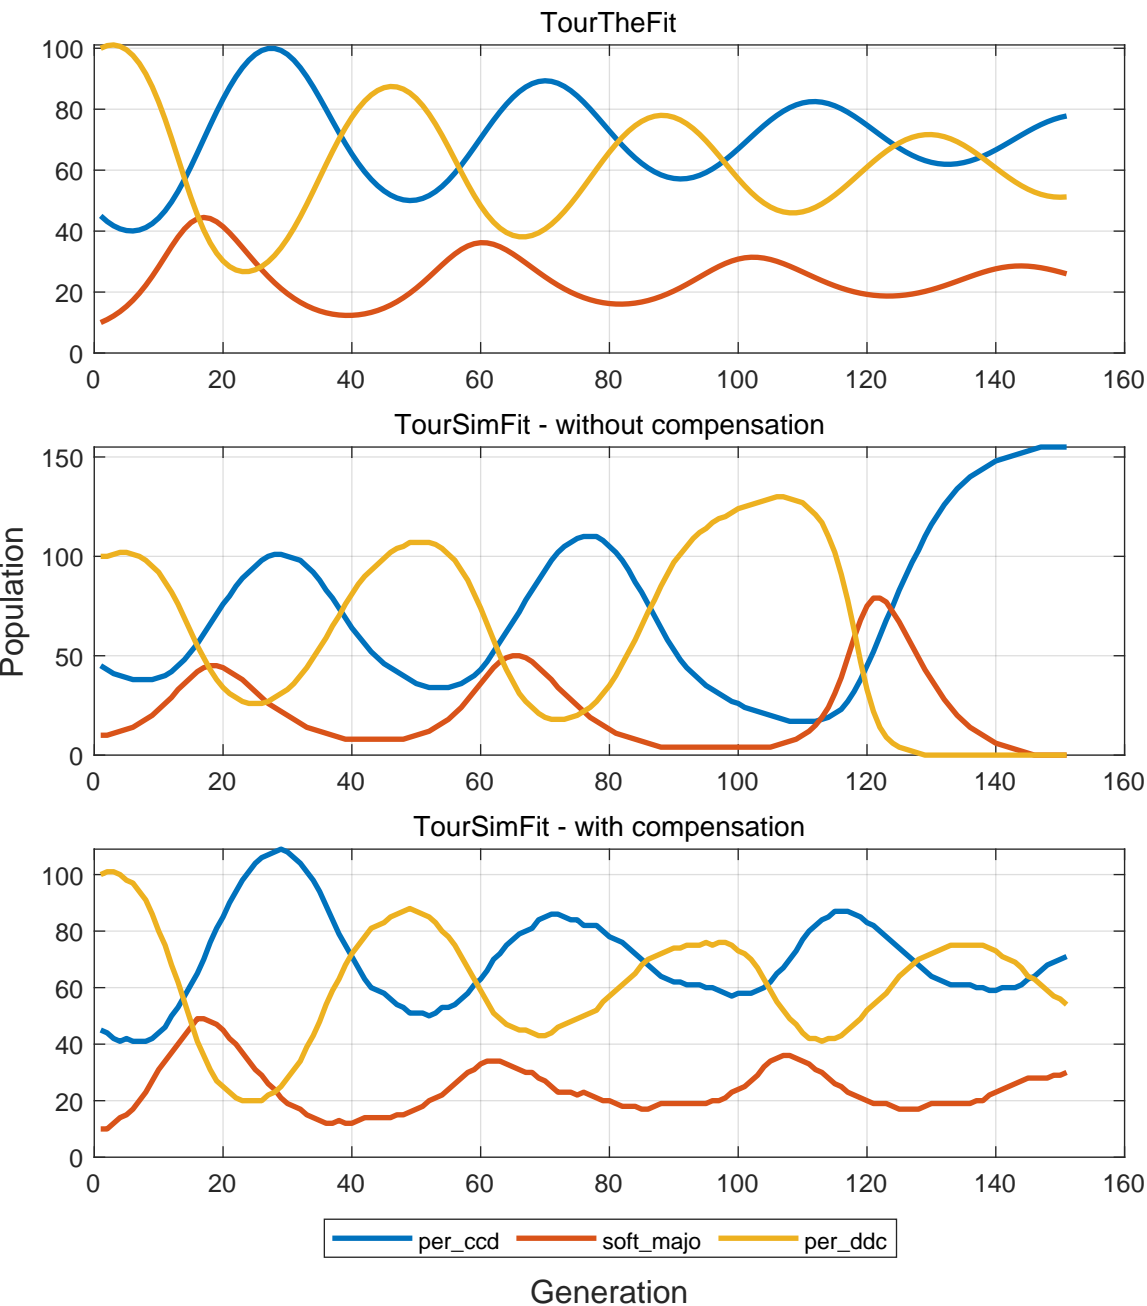 TourTheFit
100
80
60
40
20
0
0 20 40 60 80 100 120 140 160
TourSimFit - without compensation
150
100
50
0
0 20 40 60 80 100 120 140 160
Population
TourSimFit - with compensation
100
80
60
40
20
0
0 20 40 60 80 100 120 140 160
per_ccd soft_majo per_ddc
Generation